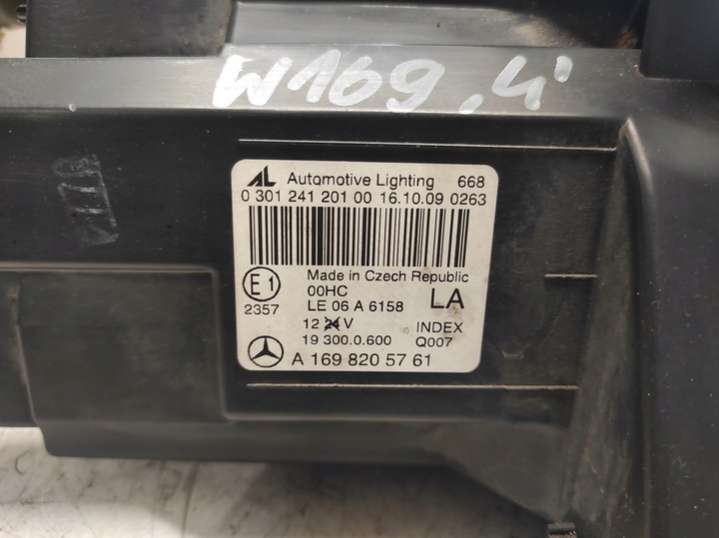 W169.4'
AL Automotive Lighting 668
0 301 241 201 00 16.10.09 0263
Made in Czech Republic
E1 00HC
2357 LE 06 A 6158 LA
12 24 V INDEX
19 300.0.600 Q007
A 169 820 57 61